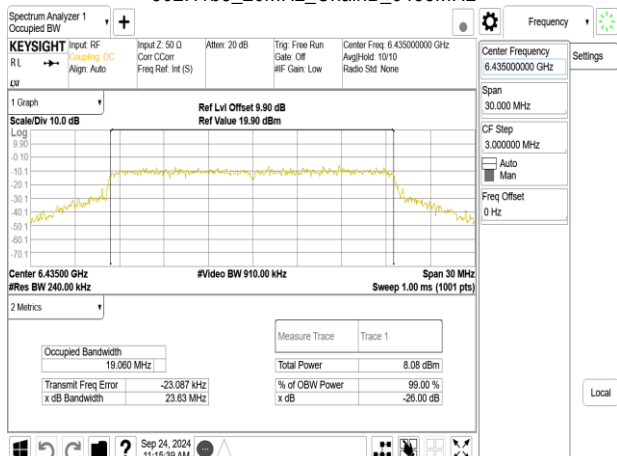 Spectrum Analyzer 1
Occupied BW
+
Frequency
KEYSIGHT
Input: RF
Input Z: 50 Ω
Atten: 20 dB
Trig: Free Run
Center Freq: 6.435000000 GHz
RL
Coupling: DC
Corr CCorr
Gate: Off
Avg|Hold: 10/10
Align: Auto
Freq Ref: Int (S)
#IF Gain: Low
Radio Std: None
Center Frequency
6.435000000 GHz
Settings
Span
30.000 MHz
CF Step
3.000000 MHz
Auto
Man
Freq Offset
0 Hz
Local
1 Graph
Ref Lvl Offset 9.90 dB
Scale/Div 10.0 dB
Ref Value 19.90 dBm
Log
9.90
-0.10
-10.1
-20.1
-30.1
-40.1
-50.1
-60.1
-70.1
Center 6.43500 GHz
#Video BW 910.00 kHz
Span 30 MHz
#Res BW 240.00 kHz
Sweep 1.00 ms (1001 pts)
2 Metrics
Measure Trace
Trace 1
Occupied Bandwidth
19.060 MHz
Total Power
8.08 dBm
Transmit Freq Error
-23.087 kHz
% of OBW Power
99.00 %
x dB Bandwidth
23.63 MHz
x dB
-26.00 dB
?
Sep 24, 2024
11:15:39 AM